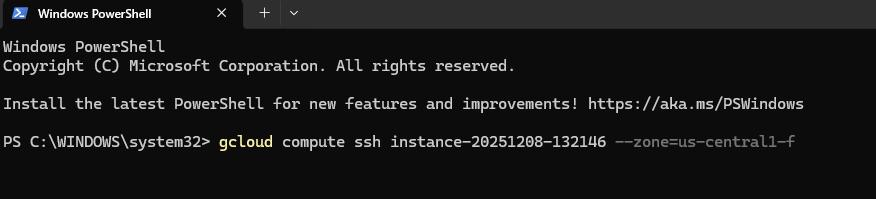 Windows PowerShell
Windows PowerShell
Copyright (C) Microsoft Corporation. All rights reserved.
Install the latest PowerShell for new features and improvements! https://aka.ms/PSWindows
PS C:\WINDOWS\system32> gcloud compute ssh instance-20251208-132146 --zone=us-central1-f